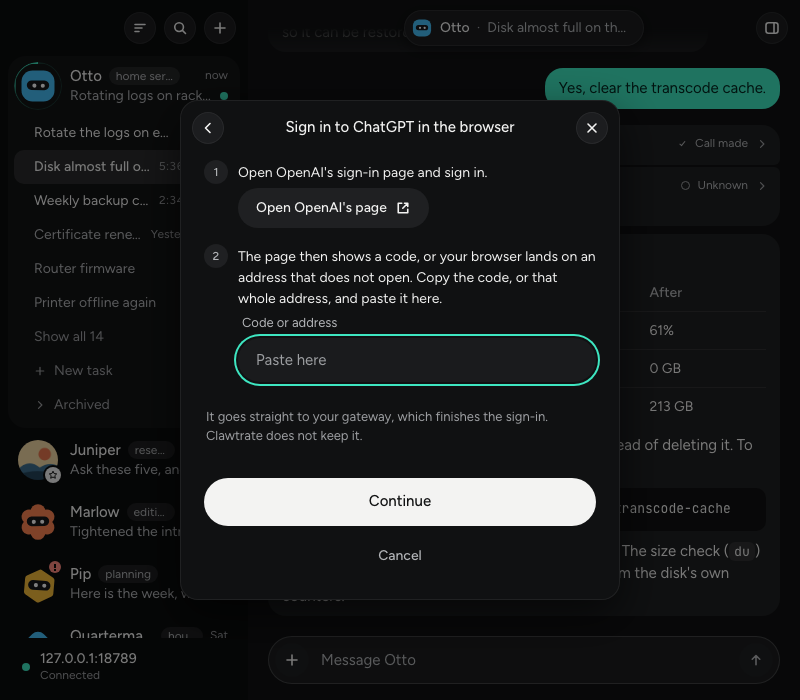 so it can be restore
Otto · Disk almost full on th...
Otto home ser... now
Rotating logs on rack...
Rotate the logs on e...
Disk almost full o... 5:36
Weekly backup c... 2:34
Certificate rene... Yeste
Router firmware
Printer offline again
Show all 14
New task
Archived
Juniper rese...
Ask these five, an
Marlow editi...
Tightened the intr
Pip planning
Here is the week, w
Quarterma hou... Sat
127.0.0.1:18789
Connected
Yes, clear the transcode cache.
Call made
Unknown
After
61%
0 GB
213 GB
ead of deleting it. To
transcode-cache
The size check (du)
m the disk's own
Message Otto
Sign in to ChatGPT in the browser
1 Open OpenAI's sign-in page and sign in.
Open OpenAI's page
2 The page then shows a code, or your browser lands on an
address that does not open. Copy the code, or that
whole address, and paste it here.
Code or address
Paste here
It goes straight to your gateway, which finishes the sign-in.
Clawtrate does not keep it.
Continue
Cancel